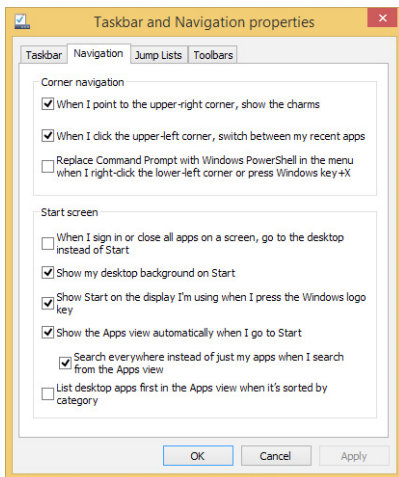 Taskbar and Navigation properties
Taskbar Navigation Jump Lists Toolbars
Corner navigation
When I point to the upper-right corner, show the charms
When I click the upper-left corner, switch between my recent apps
Replace Command Prompt with Windows PowerShell in the menu
when I right-click the lower-left corner or press Windows key+X
Start screen
When I sign in or close all apps on a screen, go to the desktop
instead of Start
Show my desktop background on Start
Show Start on the display I'm using when I press the Windows logo
key
Show the Apps view automatically when I go to Start
Search everywhere instead of just my apps when I search
from the Apps view
List desktop apps first in the Apps view when it's sorted by
category
OK Cancel Apply